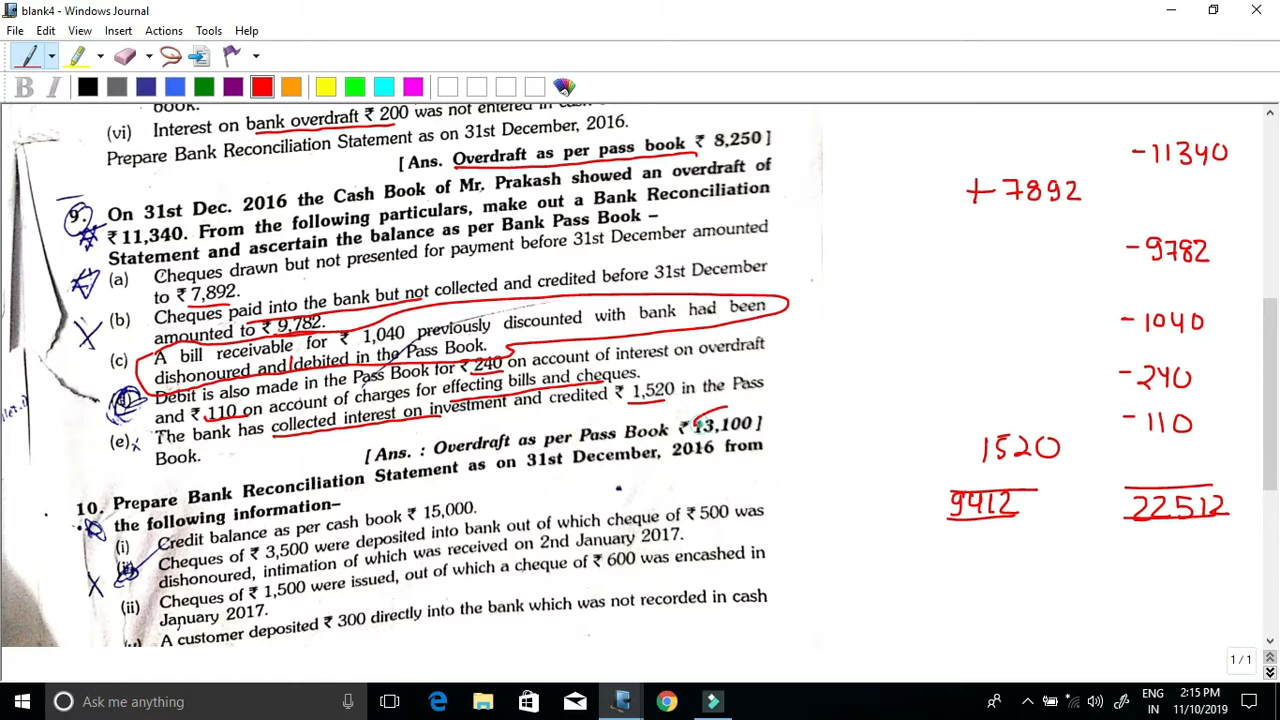 blank4 - Windows Journal
File Edit View Insert Actions Tools Help
B I
book.
(vi) Interest on bank overdraft ₹ 200 was not entered in cash
Prepare Bank Reconciliation Statement as on 31st December, 2016.
[Ans. Overdraft as per pass book ₹ 8,250]
9. On 31st Dec. 2016 the Cash Book of Mr. Prakash showed an overdraft of
₹ 11,340. From the following particulars, make out a Bank Reconciliation
Statement and ascertain the balance as per Bank Pass Book –
(a) Cheques drawn but not presented for payment before 31st December amounted
to ₹ 7,892.
(b) Cheques paid into the bank but not collected and credited before 31st December
amounted to ₹ 9,782.
(c) A bill receivable for ₹ 1,040 previously discounted with bank had been
dishonoured and debited in the Pass Book.
Debit is also made in the Pass Book for ₹ 240 on account of interest on overdraft
and ₹ 110 on account of charges for effecting bills and cheques.
(e) The bank has collected interest on investment and credited ₹ 1,520 in the Pass
Book.
[Ans. : Overdraft as per Pass Book ₹ 13,100]
10. Prepare Bank Reconciliation Statement as on 31st December, 2016 from
the following information–
(i) Credit balance as per cash book ₹ 15,000.
Cheques of ₹ 3,500 were deposited into bank out of which cheque of ₹ 500 was
dishonoured, intimation of which was received on 2nd January 2017.
(ii) Cheques of ₹ 1,500 were issued, out of which a cheque of ₹ 600 was encashed in
January 2017.
A customer deposited ₹ 300 directly into the bank which was not recorded in cash
-11340
+7892
-9782
-1040
-240
-110
1520
9412
22512
1 / 1
Ask me anything
ENG
IN
2:15 PM
11/10/2019